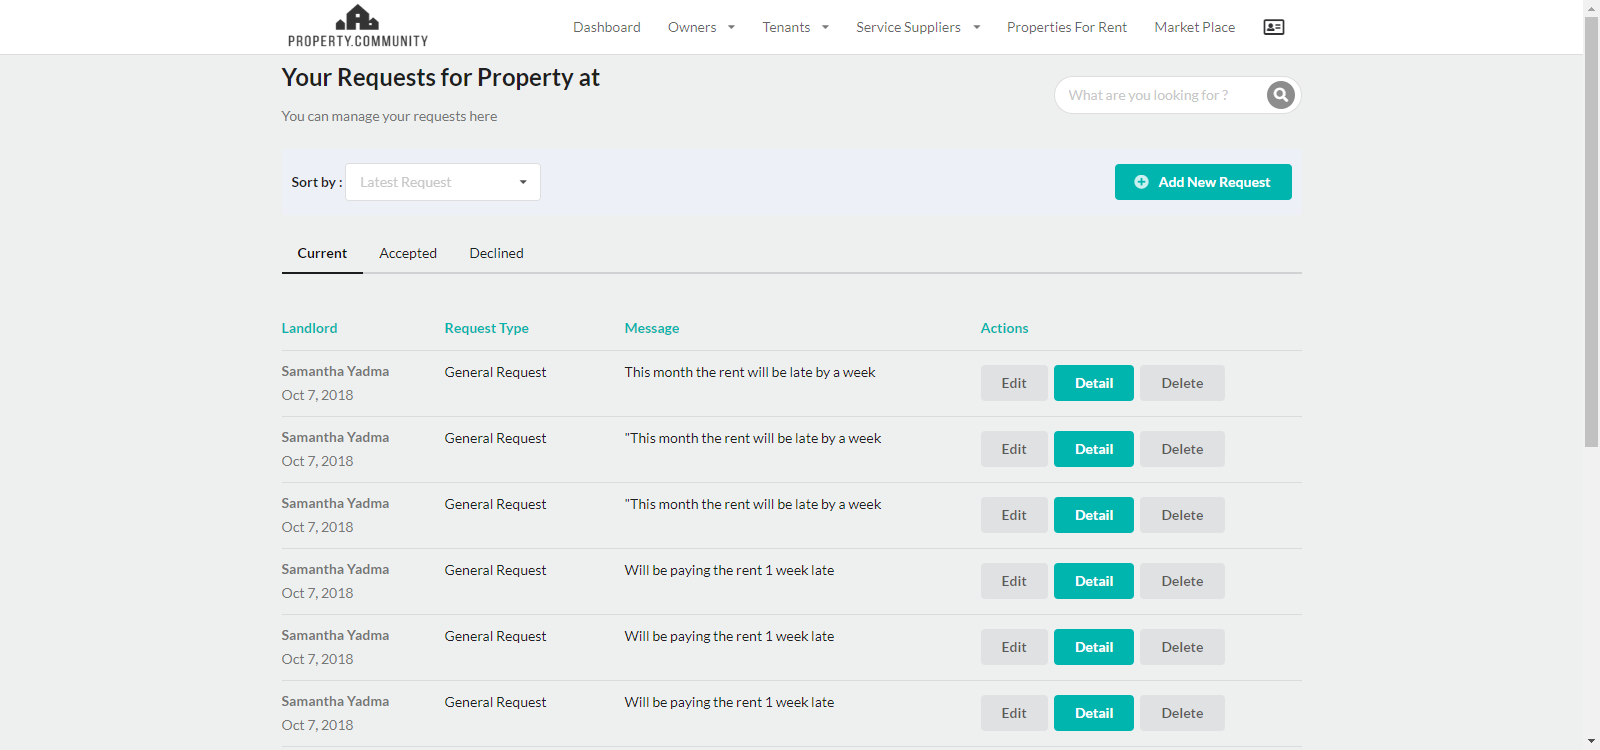 PROPERTY.COMMUNITY
Dashboard Owners Tenants Service Suppliers Properties For Rent Market Place
Your Requests for Property at
What are you looking for ?
You can manage your requests here
Sort by : Latest Request Add New Request
Current Accepted Declined
Landlord Request Type Message Actions
Samantha Yadma General Request This month the rent will be late by a week
Oct 7, 2018 Edit Detail Delete
Samantha Yadma General Request "This month the rent will be late by a week
Oct 7, 2018 Edit Detail Delete
Samantha Yadma General Request "This month the rent will be late by a week
Oct 7, 2018 Edit Detail Delete
Samantha Yadma General Request Will be paying the rent 1 week late
Oct 7, 2018 Edit Detail Delete
Samantha Yadma General Request Will be paying the rent 1 week late
Oct 7, 2018 Edit Detail Delete
Samantha Yadma General Request Will be paying the rent 1 week late
Oct 7, 2018 Edit Detail Delete